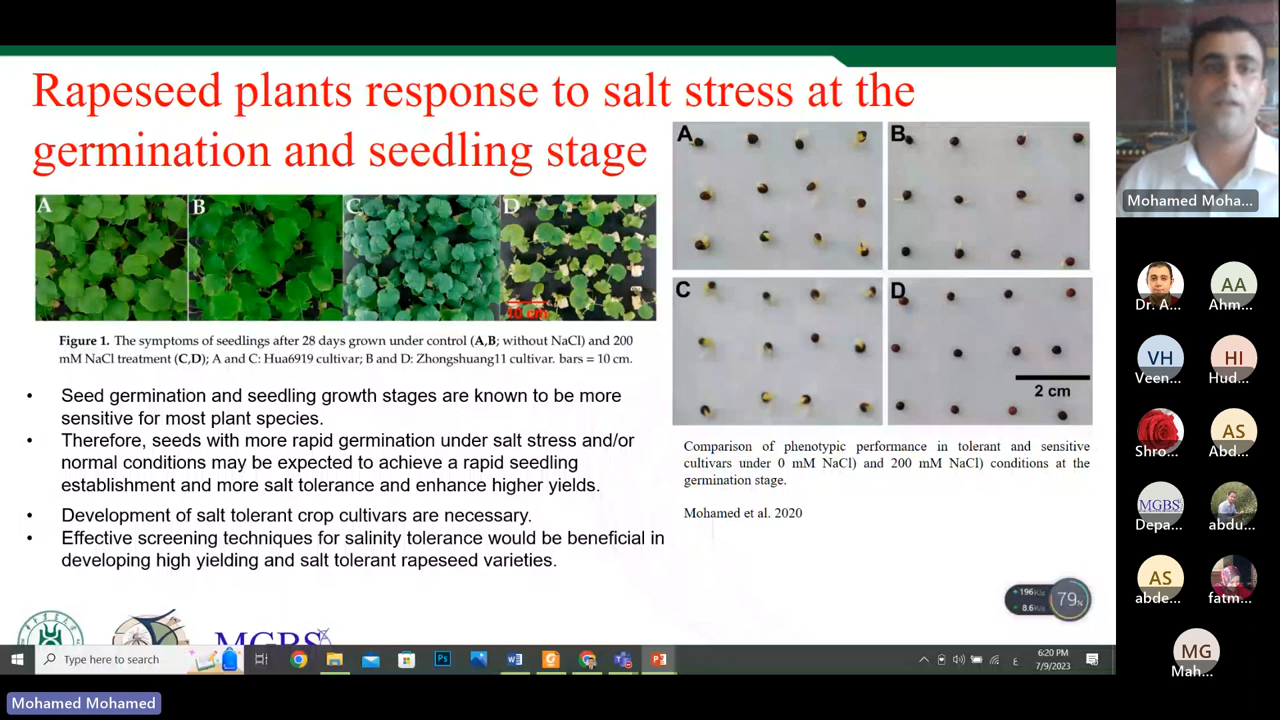 Rapeseed plants response to salt stress at the
germination and seedling stage
A
B
C
D
10 cm
Figure 1. The symptoms of seedlings after 28 days grown under control (A,B; without NaCl) and 200
mM NaCl treatment (C,D); A and C: Hua6919 cultivar; B and D: Zhongshuang11 cultivar. bars = 10 cm.
• Seed germination and seedling growth stages are known to be more
sensitive for most plant species.
• Therefore, seeds with more rapid germination under salt stress and/or
normal conditions may be expected to achieve a rapid seedling
establishment and more salt tolerance and enhance higher yields.
• Development of salt tolerant crop cultivars are necessary.
• Effective screening techniques for salinity tolerance would be beneficial in
developing high yielding and salt tolerant rapeseed varieties.
A
B
C
D
2 cm
Comparison of phenotypic performance in tolerant and sensitive
cultivars under 0 mM NaCl) and 200 mM NaCl) conditions at the
germination stage.
Mohamed et al. 2020
MGBS
196K/s
8.6K/s
79%
Type here to search
ع
6:20 PM
7/9/2023
Mohamed Moha...
Dr. A...
AA
Ahm...
VH
Veen...
HI
Hud...
Shro...
AS
Abd...
MGBS
Depa...
abdu...
AS
abde...
fatm...
MG
Mah...
Mohamed Mohamed